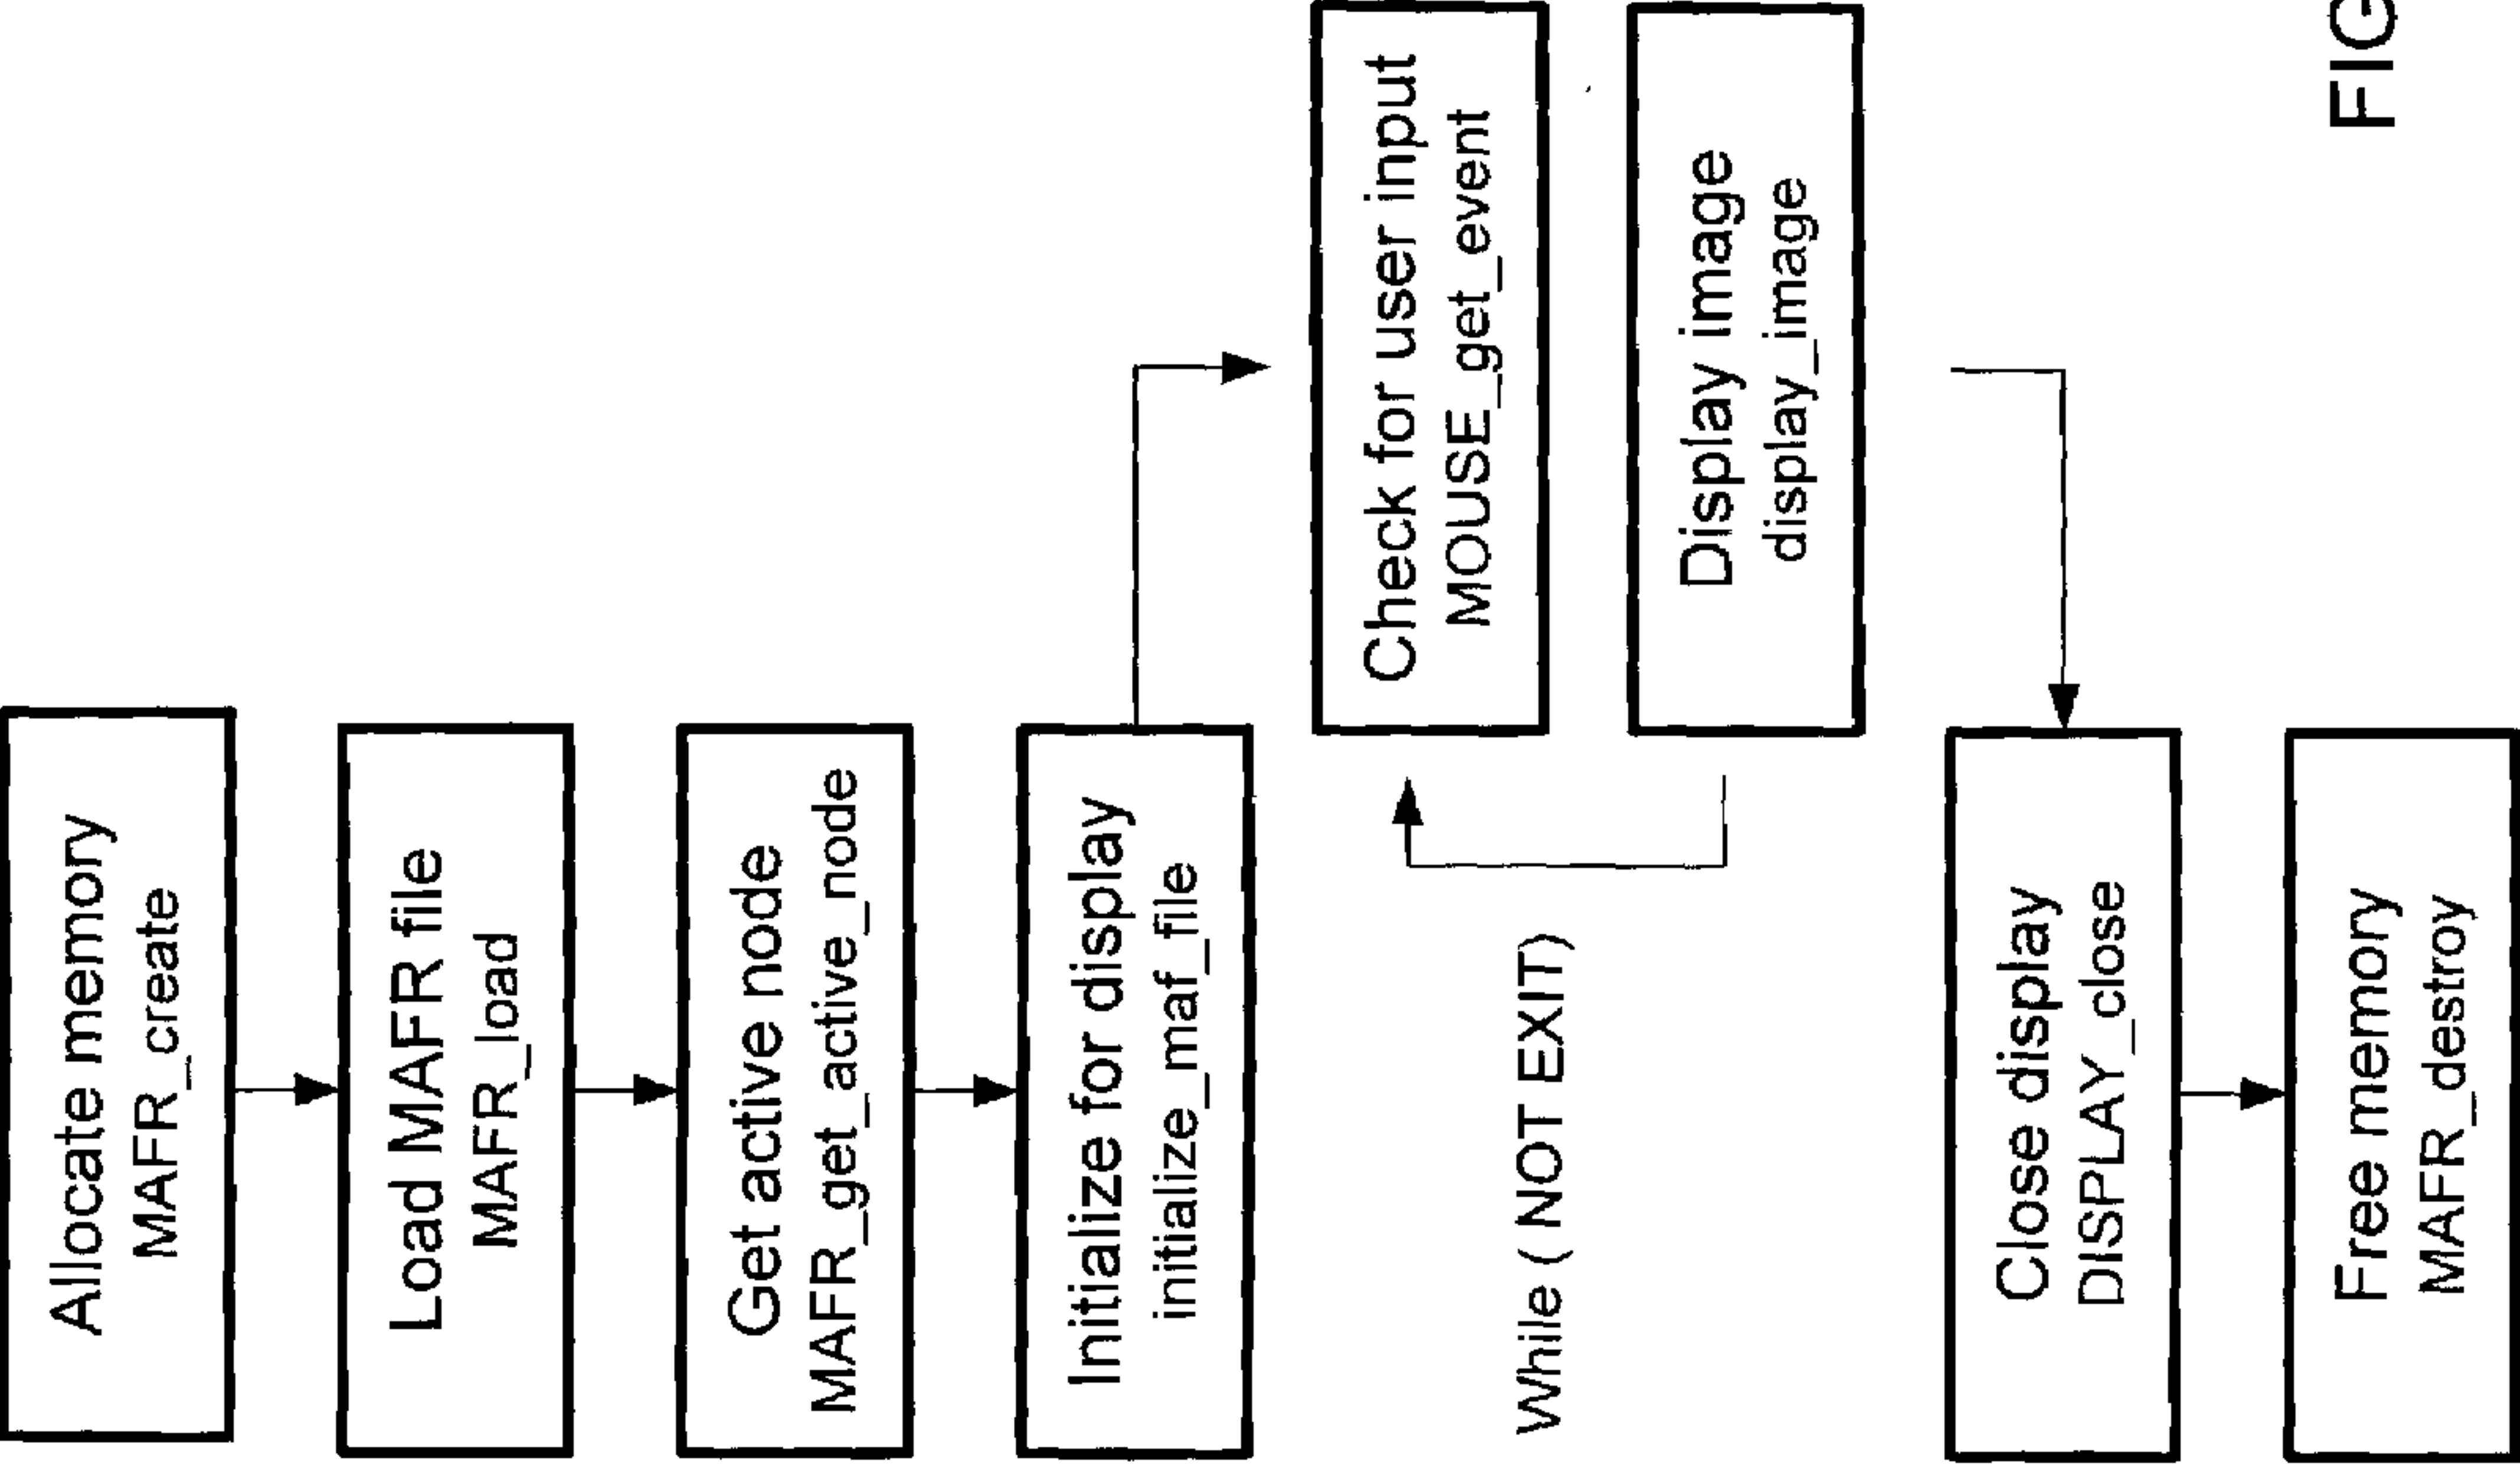 Allocate memory
MAFR_create
Load MAFR file
MAFR_load
Get active node
MAFR_get_active_node
Initialize for display
initialize_maf_file
Check for user input
MOUSE_get_event
While ( NOT EXIT)
Display image
display_image
Close display
DISPLAY_close
Free memory
MAFR_destroy
FIG